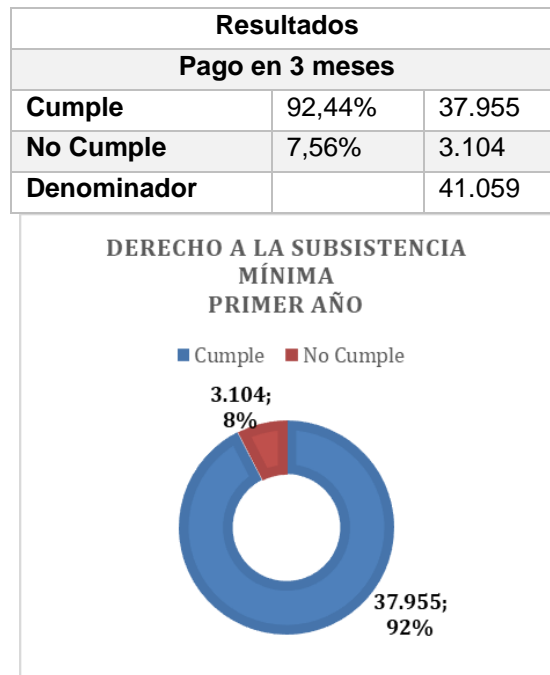 Resultados
Pago en 3 meses
Cumple 92,44% 37.955
No Cumple 7,56% 3.104
Denominador 41.059
DERECHO A LA SUBSISTENCIA
MÍNIMA
PRIMER AÑO
Cumple No Cumple
3.104;
8%
37.955;
92%